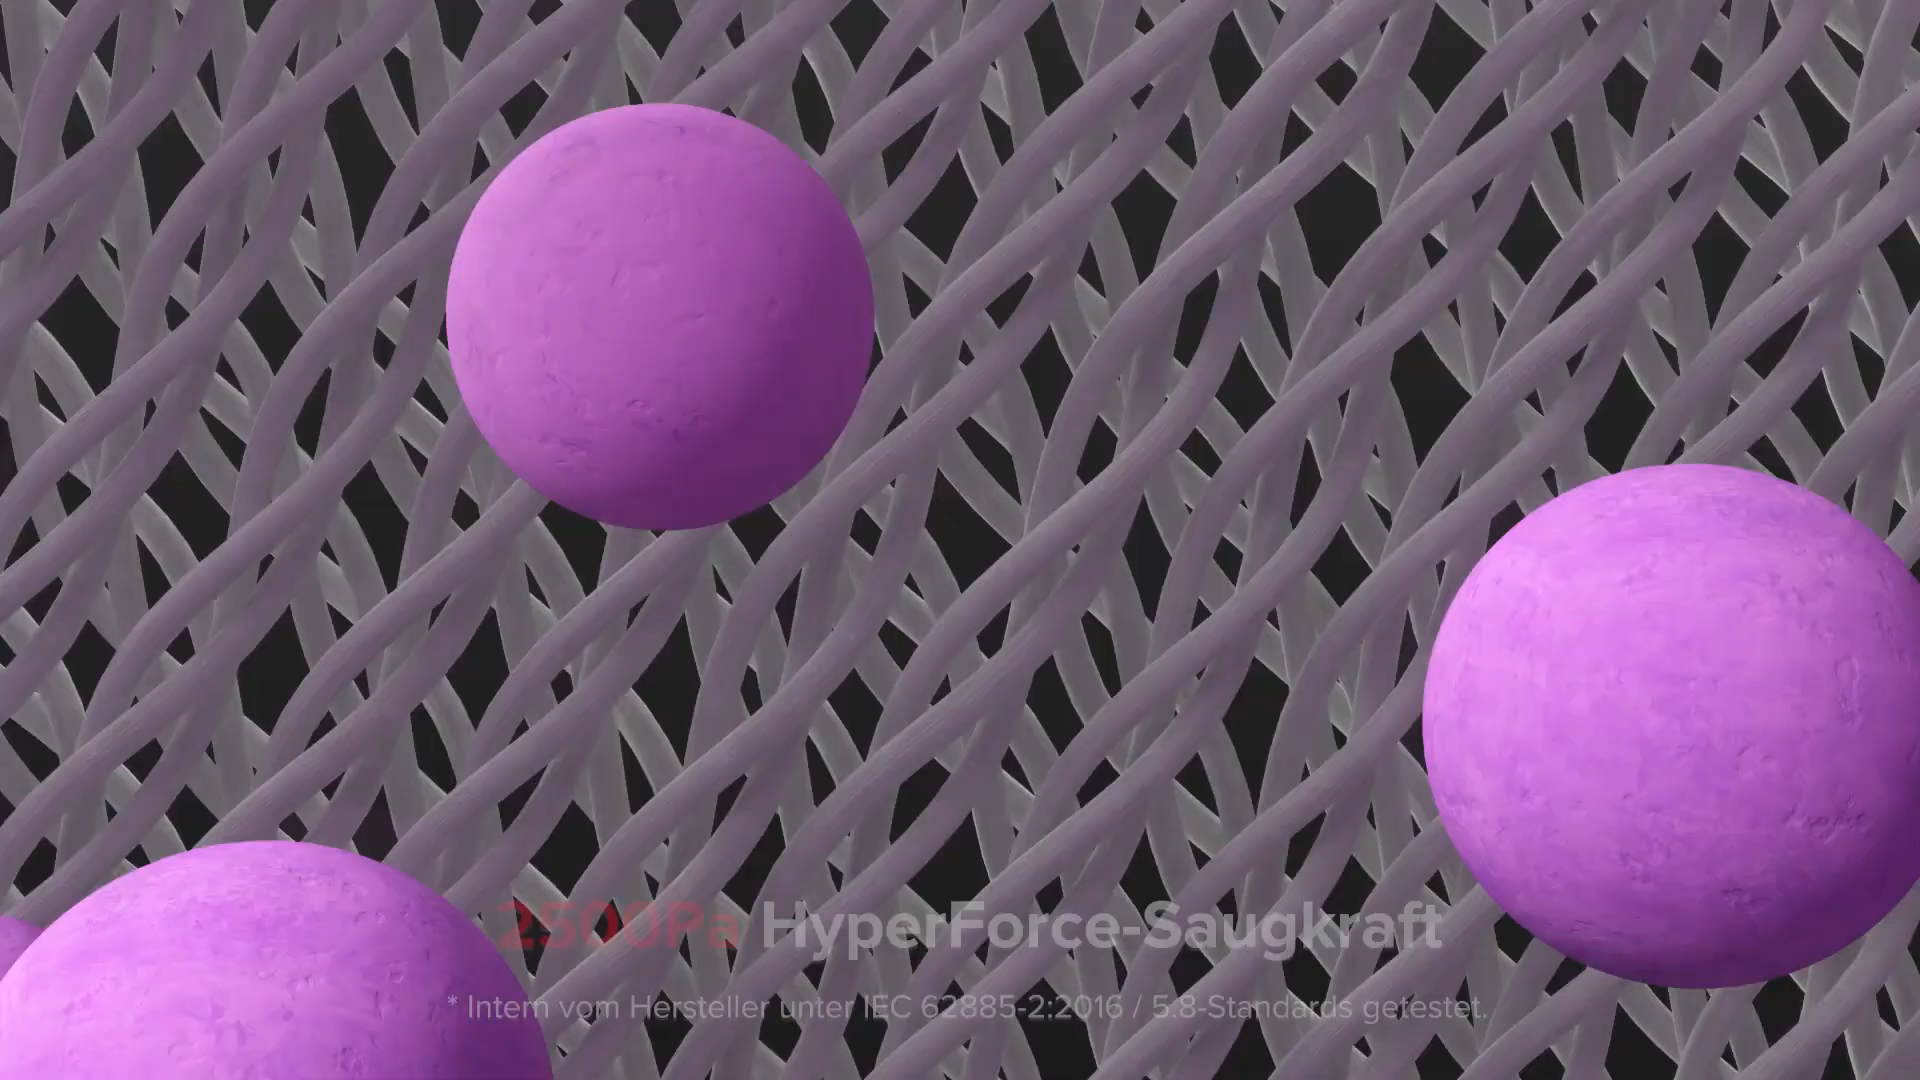 2500Pa HyperForce-Saugkraft
* Intern vom Hersteller unter IEC 62885-2:2016 / 5.8-Standards getestet.